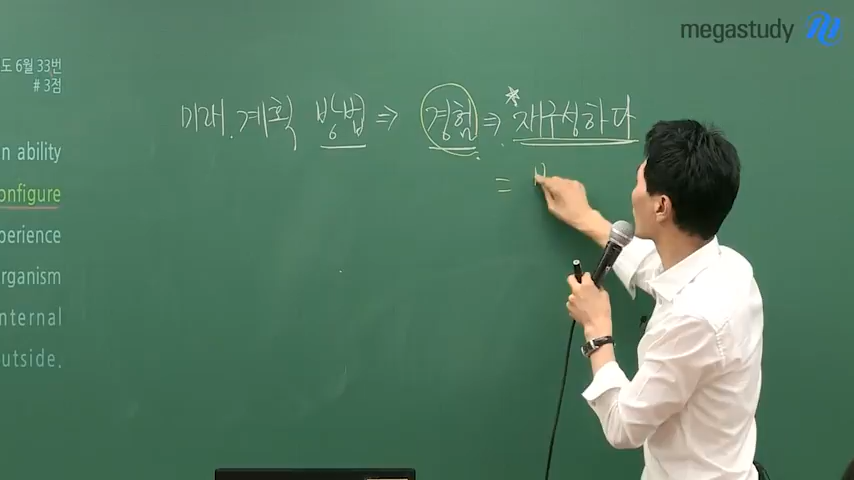 megastudy
도 6월 33번
# 3점
n ability
onfigure
perience
rganism
nternal
utside.
미래.계획 방법 ⇒ 경험 ⇒ *재구성하다
=